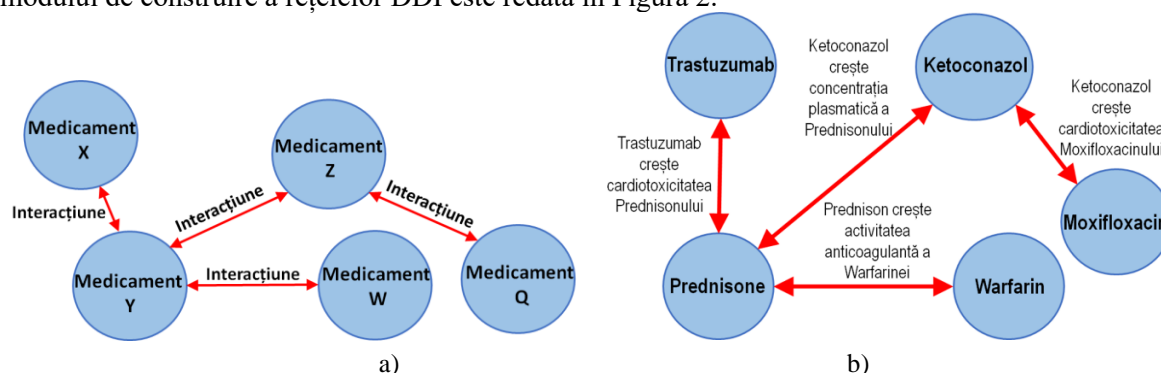 modului de construire a rețelelor DDI este redată în Figura 2.
Medicament
X
Interacțiune
Medicament
Y
Interacțiune
Medicament
Z
Interacțiune
Interacțiune
Medicament
W
Medicament
Q
a)
Trastuzumab
Trastuzumab
crește
cardiotoxicitatea
Prednisonului
Ketoconazol
crește
concentrația
plasmatică a
Prednisonului
Ketoconazol
Ketoconazol
crește
cardiotoxicitatea
Moxifloxacinului
Moxifloxacin
Prednison crește
activitatea
anticoagulantă a
Warfarinei
Prednisone
Warfarin
b)